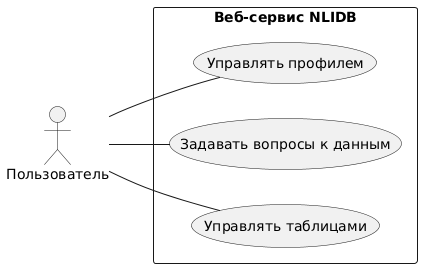 Веб-сервис NLIDB
Управлять профилем
Задавать вопросы к данным
Пользователь
Управлять таблицами